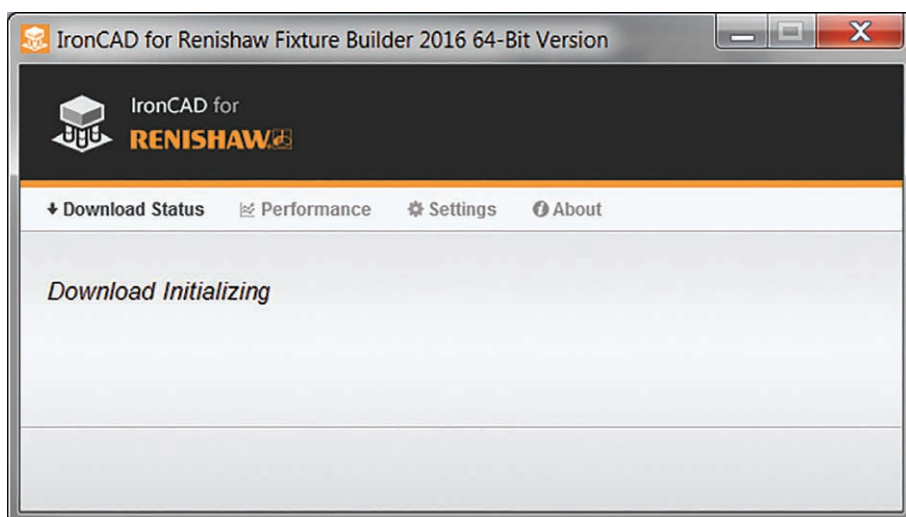 IronCAD for Renishaw Fixture Builder 2016 64-Bit Version
IronCAD for
RENISHAW.
Download Status Performance Settings About
Download Initializing